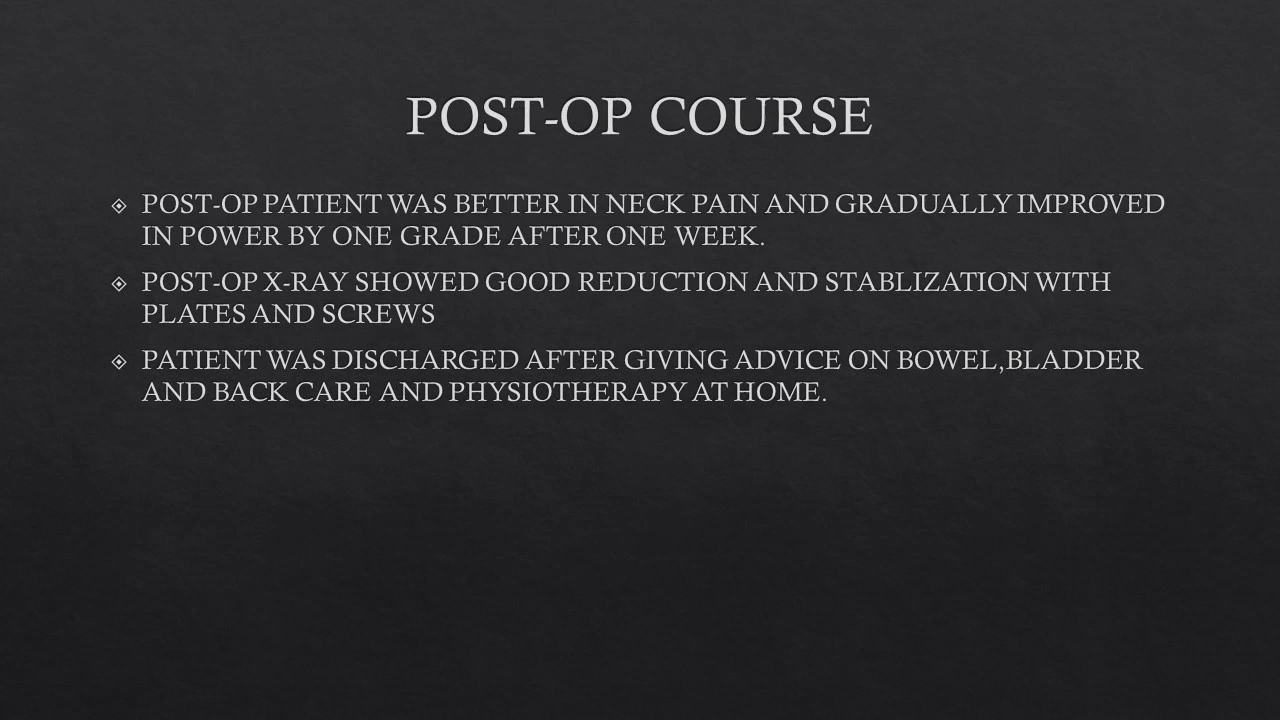 POST-OP COURSE
POST-OP PATIENT WAS BETTER IN NECK PAIN AND GRADUALLY IMPROVED
IN POWER BY ONE GRADE AFTER ONE WEEK.
POST-OP X-RAY SHOWED GOOD REDUCTION AND STABLIZATION WITH
PLATES AND SCREWS
PATIENT WAS DISCHARGED AFTER GIVING ADVICE ON BOWEL,BLADDER
AND BACK CARE AND PHYSIOTHERAPY AT HOME.